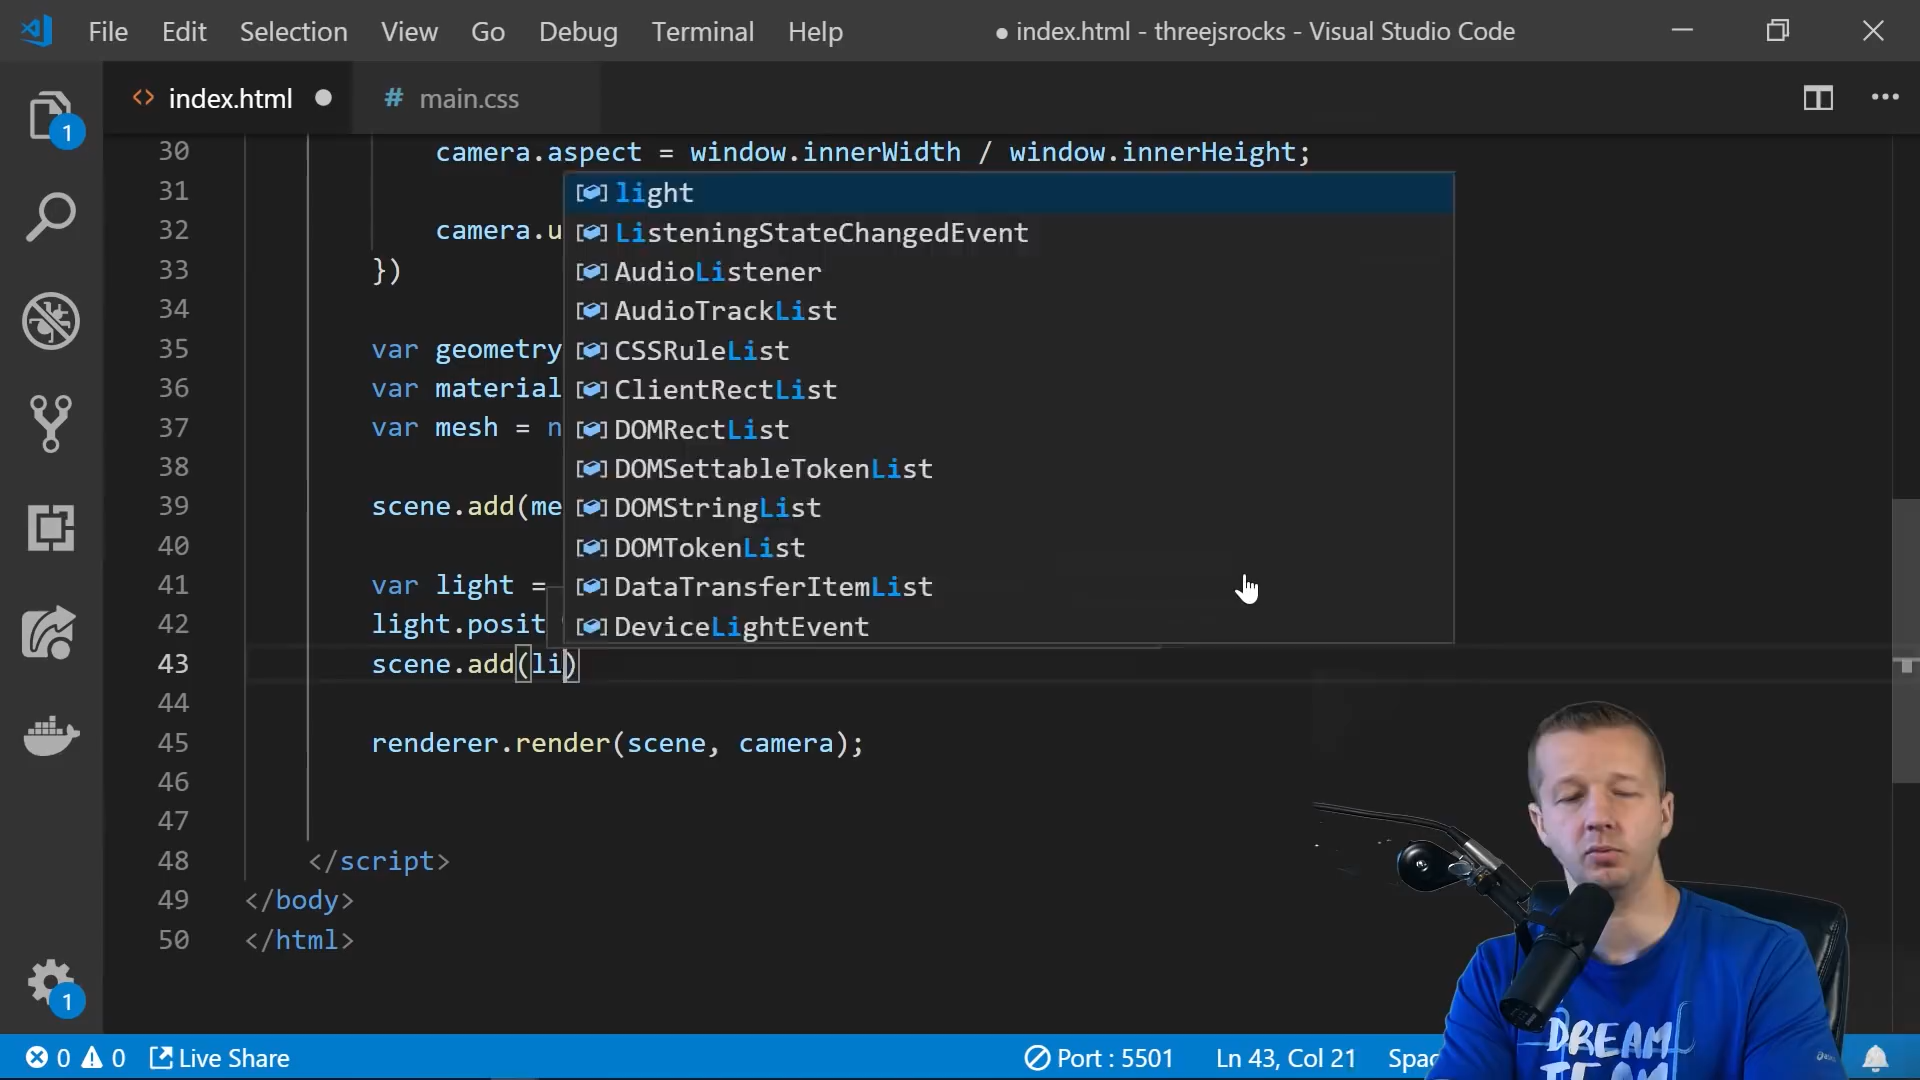 File Edit Selection View Go Debug Terminal Help ● index.html - threejsrocks - Visual Studio Code
<> index.html ● # main.css ...
1
30 camera.aspect = window.innerWidth / window.innerHeight;
31
32 camera.u
33 })
34
35 var geometry
36 var material
37 var mesh = n
38
39 scene.add(me
40
41 var light =
42 light.posit
43 scene.add(li)
44
45 renderer.render(scene, camera);
46
47
48 </script>
49 </body>
50 </html>
light
ListeningStateChangedEvent
AudioListener
AudioTrackList
CSSRuleList
ClientRectList
DOMRectList
DOMSettableTokenList
DOMStringList
DOMTokenList
DataTransferItemList
DeviceLightEvent
1
DREAM
TEAM
0 0 Live Share Port : 5501 Ln 43, Col 21 Spac